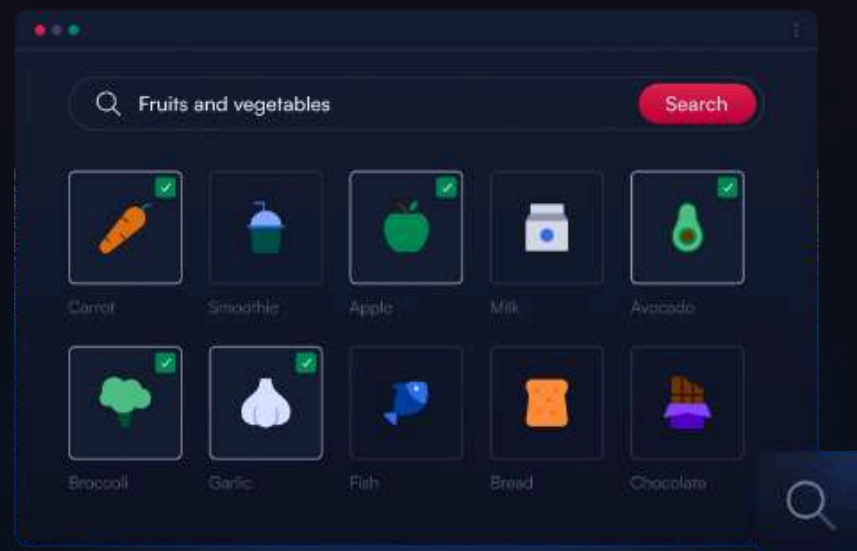 Fruits and vegetables Search
Carrot Smoothie Apple Milk Avocado
Broccoli Garlic Fish Bread Chocolate